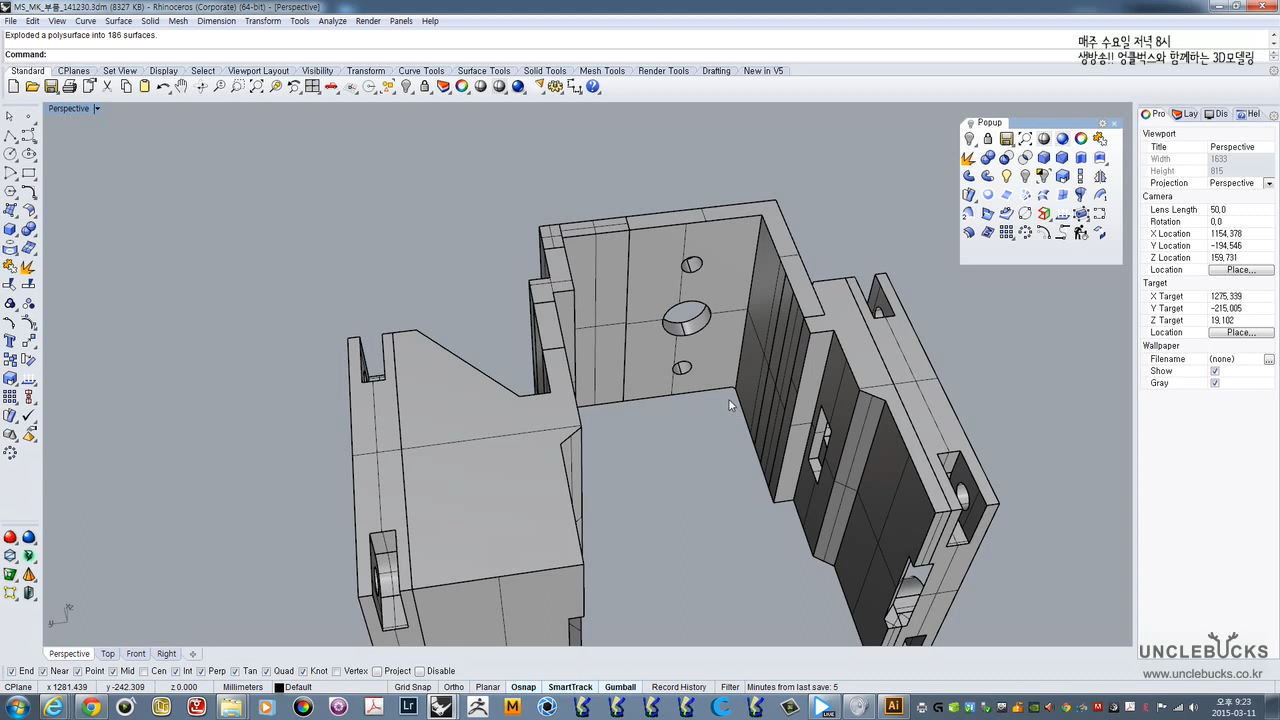 MS_MK_부품_141230.3dm (8327 KB) - Rhinoceros (Corporate) (64-bit) - [Perspective]
File Edit View Curve Surface Solid Mesh Dimension Transform Tools Analyze Render Panels Help
Exploded a polysurface into 186 surfaces.
Command:
매주 수요일 저녁 8시
생방송!! 엉클벅스와 함께하는 3D모델링
Standard CPlanes Set View Display Select Viewport Layout Visibility Transform Curve Tools Surface Tools Solid Tools Mesh Tools Render Tools Drafting New in V5
Perspective
Popup
Pro Lay Dis Hel
Viewport
Title Perspective
Width 1633
Height 815
Projection Perspective
Camera
Lens Length 50,0
Rotation 0,0
X Location 1154,378
Y Location -194,546
Z Location 159,731
Location Place...
Target
X Target 1275,339
Y Target -215,005
Z Target 19,102
Location Place...
Wallpaper
Filename (none) ...
Show
Gray
Perspective Top Front Right
End Near Point Mid Cen Int Perp Tan Quad Knot Vertex Project Disable
CPlane x 1281.439 y -242.309 z 0.000 Millimeters Default Grid Snap Ortho Planar Osnap SmartTrack Gumball Record History Filter Minutes from last save: 5
UNCLEBUCKS
www.unclebucks.co.kr
Lr M Ai LIVE
오후 9:23
2015-03-11